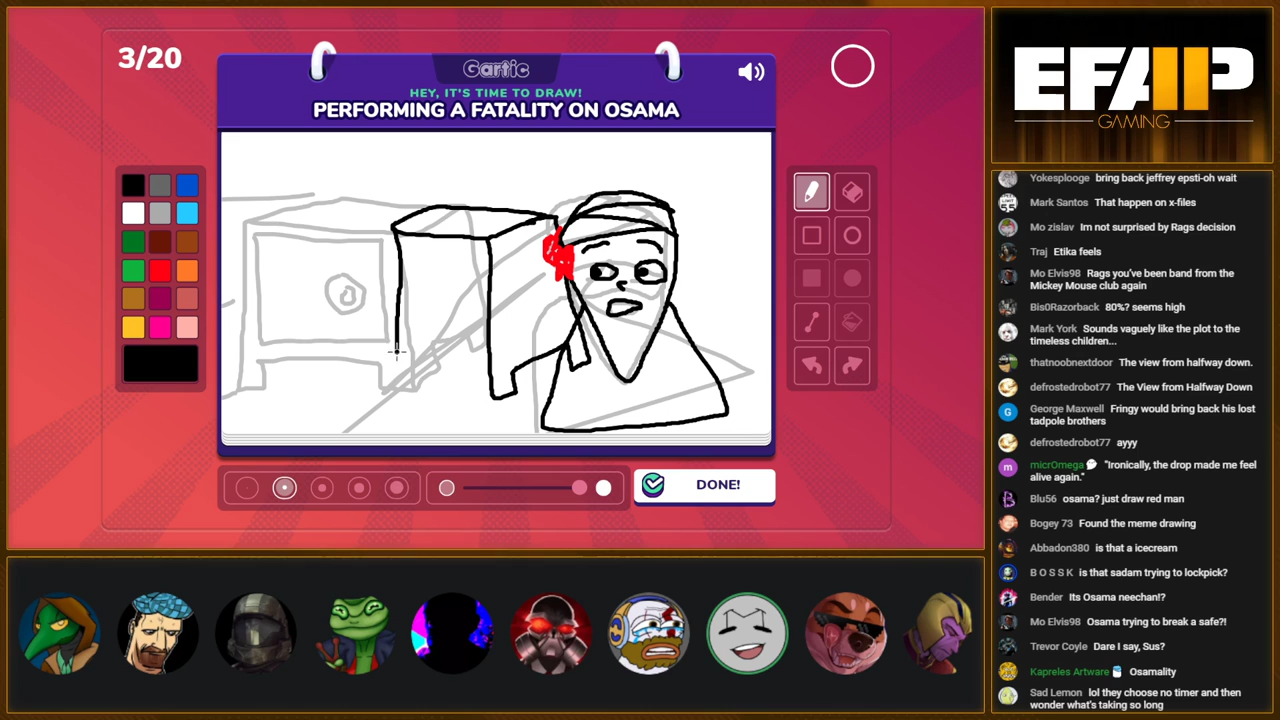 3/20
Gartic
HEY, IT'S TIME TO DRAW!
PERFORMING A FATALITY ON OSAMA
DONE!
EFAP
GAMING
Yokesplooge bring back jeffrey epsti-oh wait
Mark Santos That happen on x-files
Mo zislav Im not surprised by Rags decision
Traj Etika feels
Mo Elvis98 Rags you've been band from the
Mickey Mouse club again
Bis0Razorback 80%? seems high
Mark York Sounds vaguely like the plot to the
timeless children...
thatnoobnextdoor The view from halfway down.
defrostedrobot77 The View from Halfway Down
George Maxwell Fringy would bring back his lost
tadpole brothers
defrostedrobot77 ayyy
micrOmega "Ironically, the drop made me feel
alive again."
Blu56 osama? just draw red man
Bogey 73 Found the meme drawing
Abbadon380 is that a icecream
B O S S K is that sadam trying to lockpick?
Bender Its Osama neechan!?
Mo Elvis98 Osama trying to break a safe?!
Trevor Coyle Dare I say, Sus?
Kapreles Artware Osamality
Sad Lemon lol they choose no timer and then
wonder what's taking so long